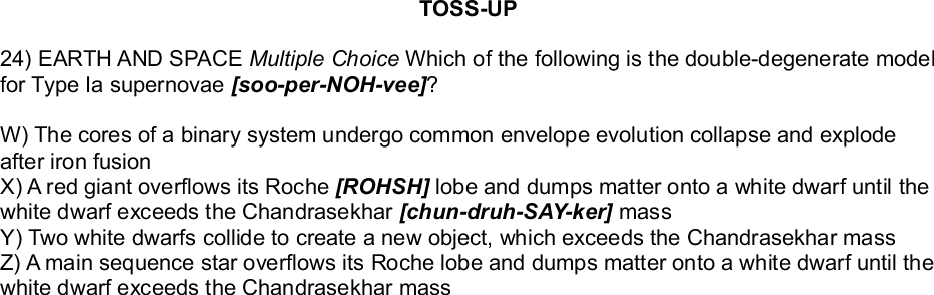 TOSS-UP
24) EARTH AND SPACE Multiple Choice Which of the following is the double-degenerate model
for Type Ia supernovae [soo-per-NOH-vee]?
W) The cores of a binary system undergo common envelope evolution collapse and explode
after iron fusion
X) A red giant overflows its Roche [ROHSH] lobe and dumps matter onto a white dwarf until the
white dwarf exceeds the Chandrasekhar [chun-druh-SAY-ker] mass
Y) Two white dwarfs collide to create a new object, which exceeds the Chandrasekhar mass
Z) A main sequence star overflows its Roche lobe and dumps matter onto a white dwarf until the
white dwarf exceeds the Chandrasekhar mass